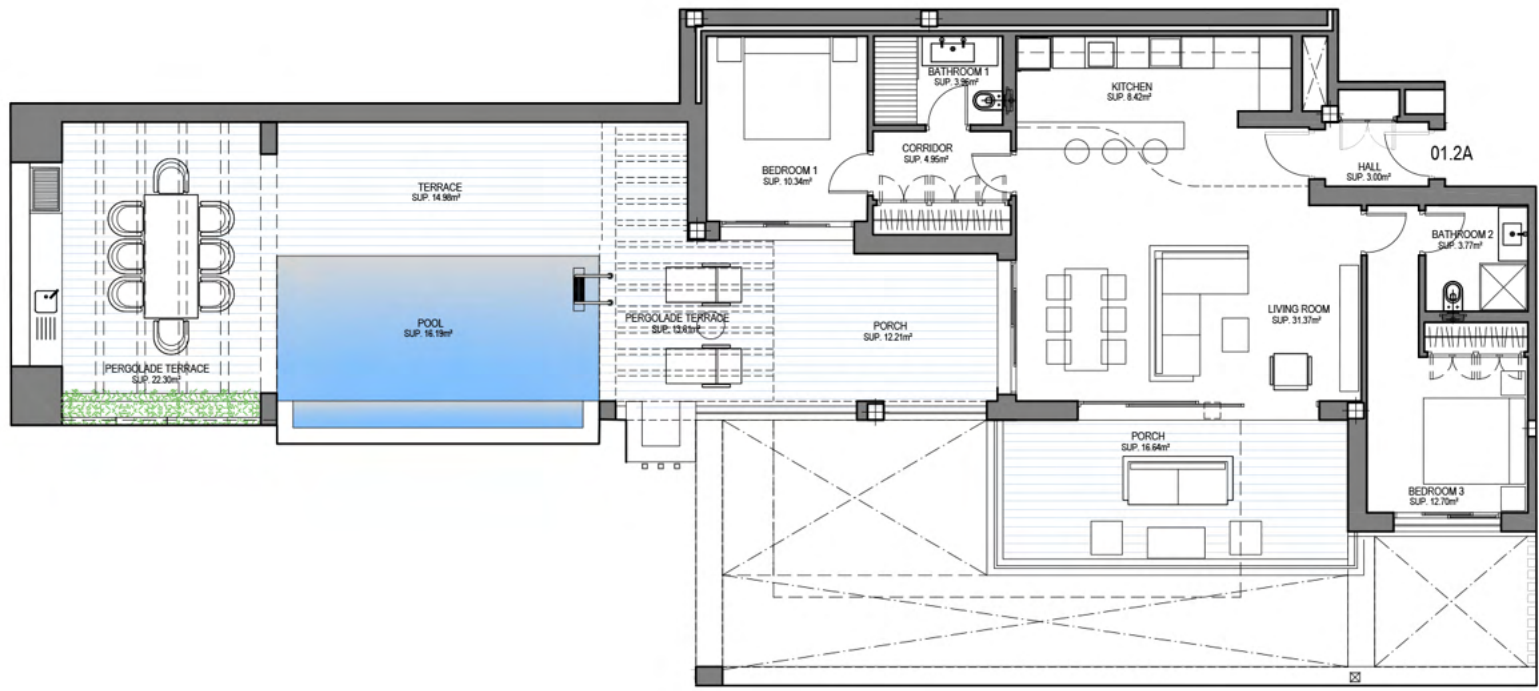 BATHROOM 1
SUP. 3.96m²
KITCHEN
SUP. 8.42m²
CORRIDOR
SUP. 4.95m²
01.2A
HALL
SUP. 3.00m²
BEDROOM 1
SUP. 10.34m²
TERRACE
SUP. 14.98m²
BATHROOM 2
SUP. 3.77m²
LIVING ROOM
SUP. 31.37m²
POOL
SUP. 16.19m²
PERGOLADE TERRACE
SUP. 13.61m²
PORCH
SUP. 12.21m²
PERGOLADE TERRACE
SUP. 22.30m²
PORCH
SUP. 16.64m²
BEDROOM 3
SUP. 12.70m²